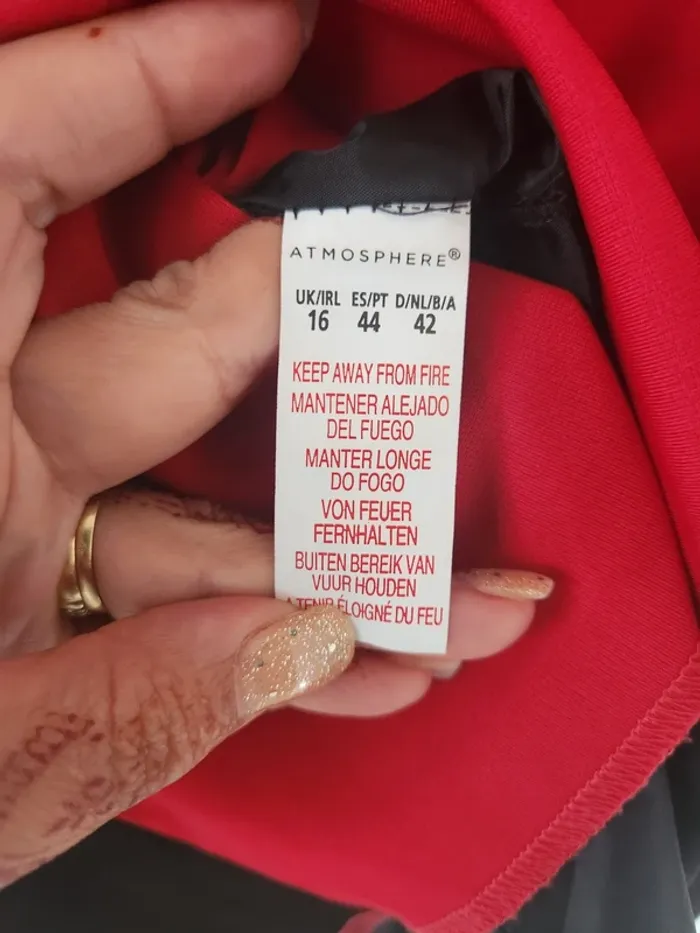 ATMOSPHERE®
UK/IRL ES/PT D/NL/B/A
16 44 42
KEEP AWAY FROM FIRE
MANTENER ALEJADO
DEL FUEGO
MANTER LONGE
DO FOGO
VON FEUER
FERNHALTEN
BUITEN BEREIK VAN
VUUR HOUDEN
A TENIR ÉLOIGNÉ DU FEU